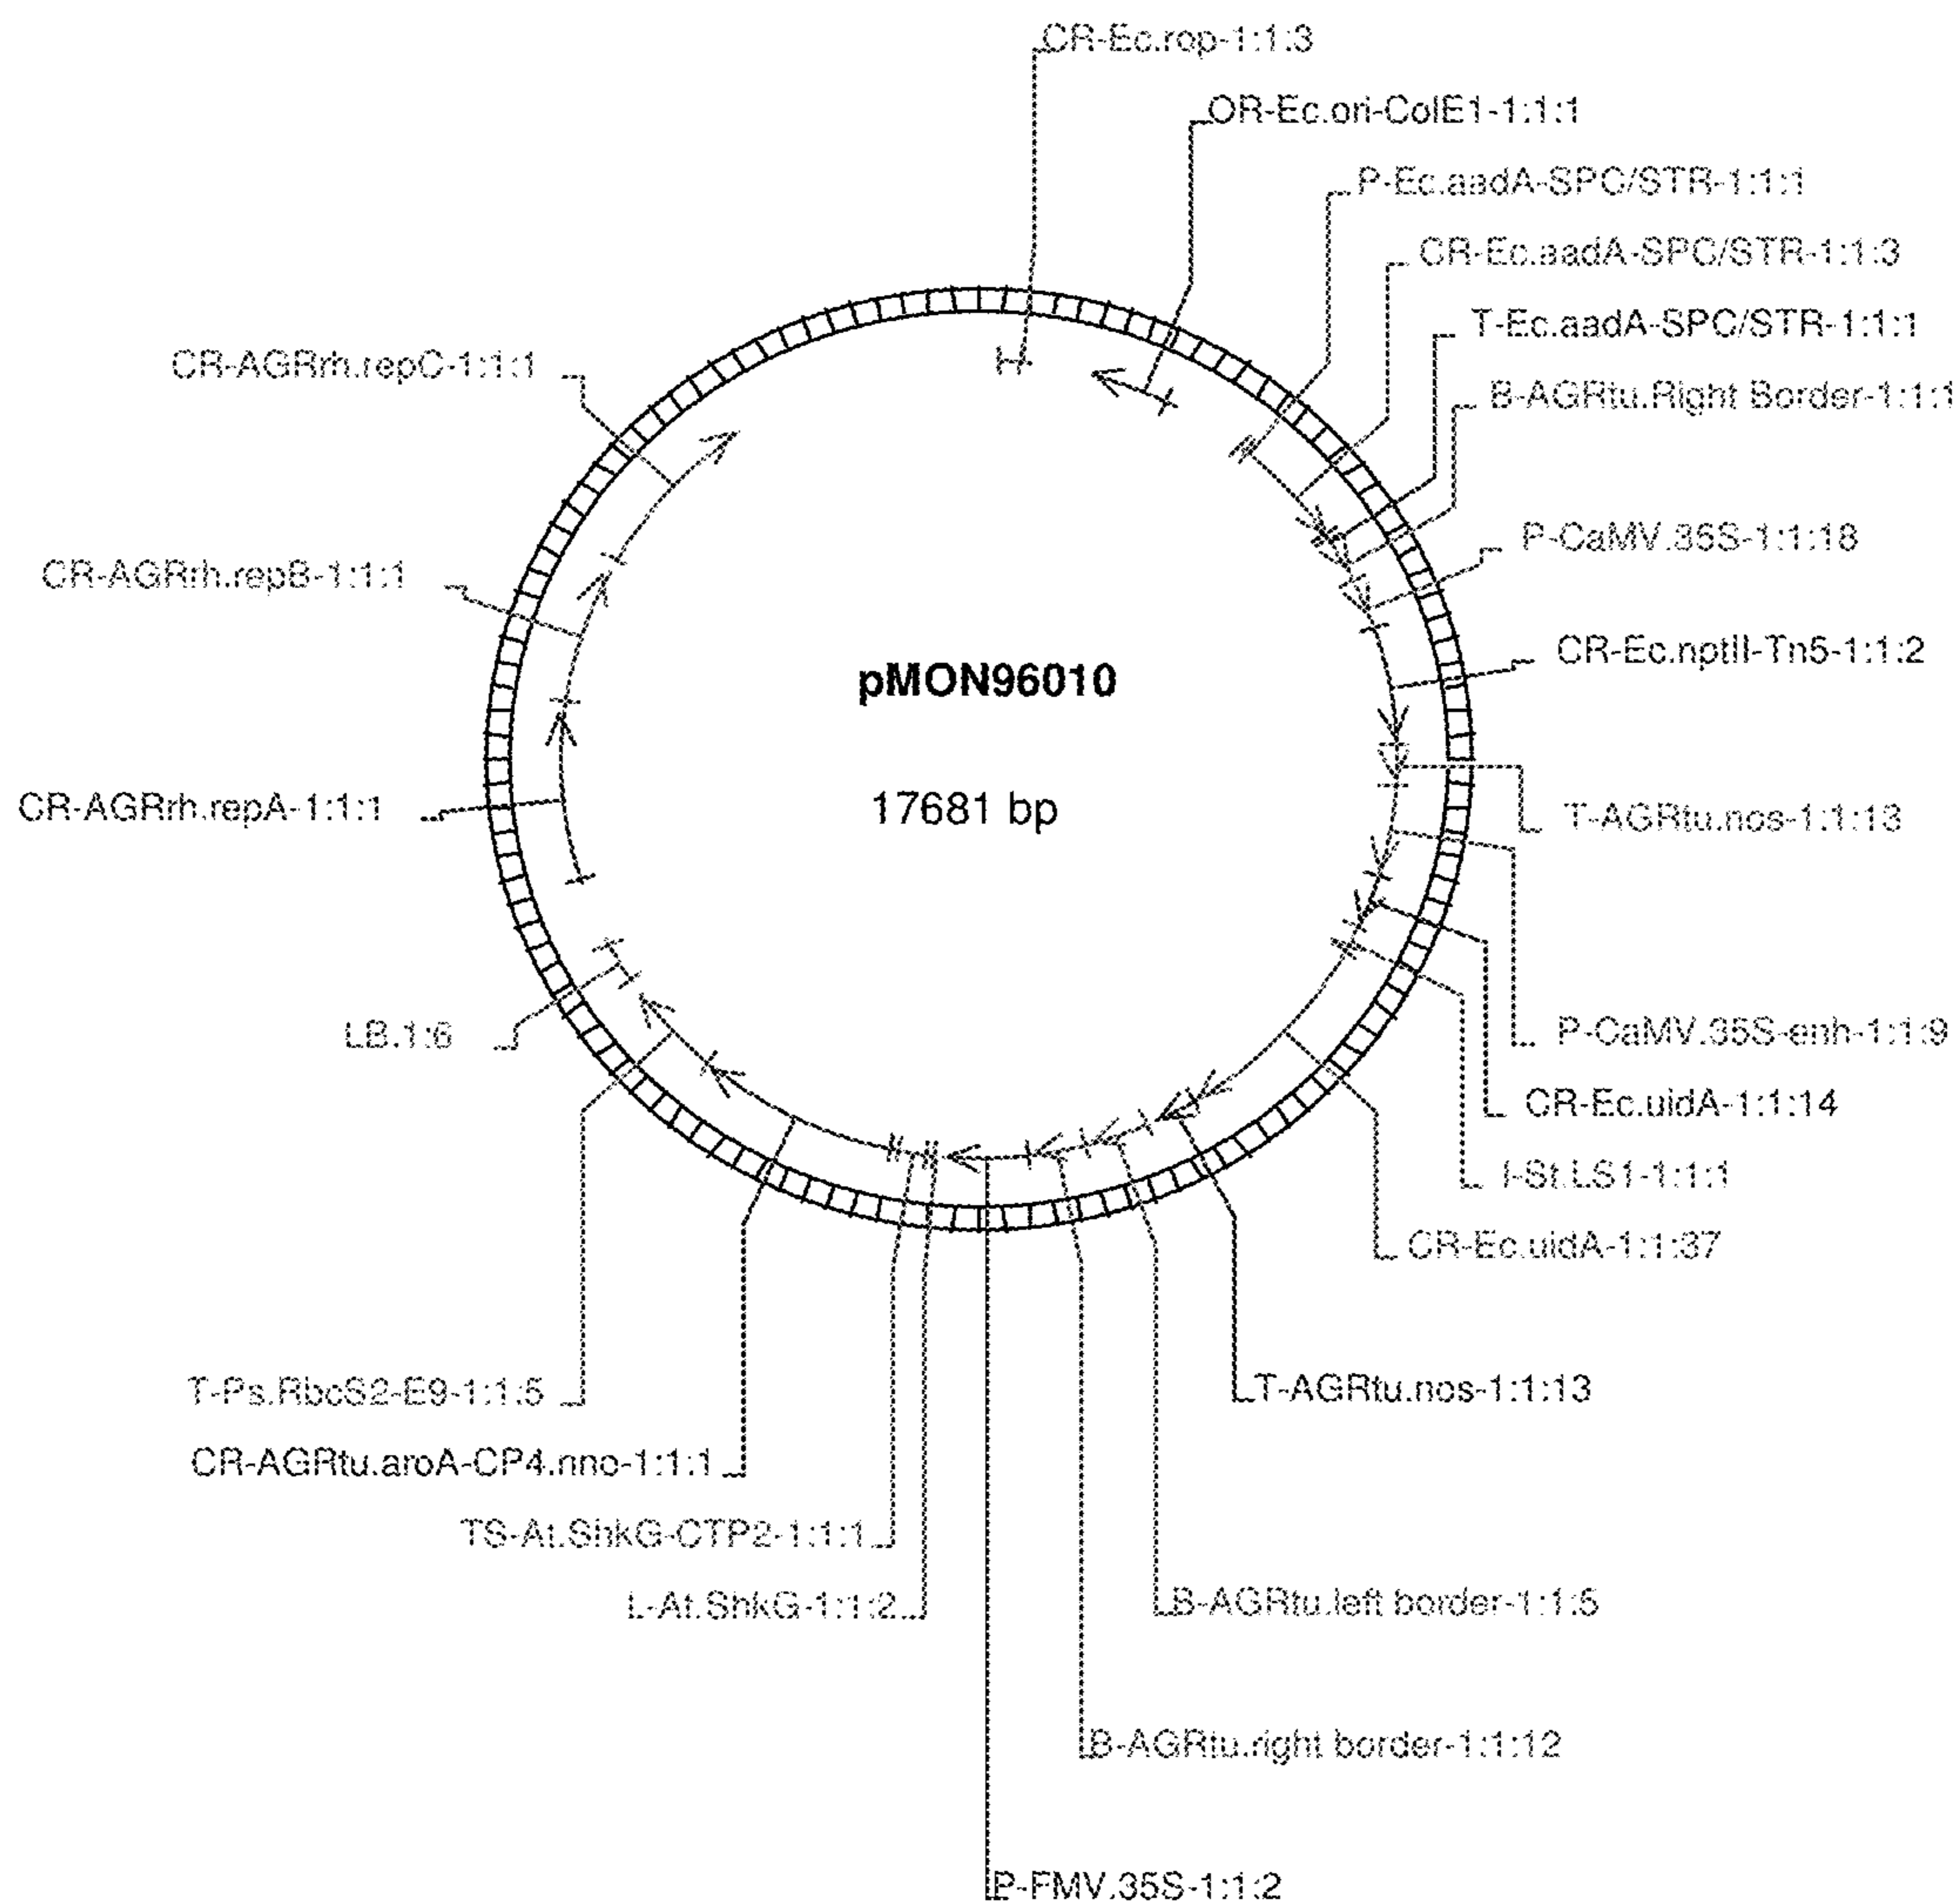 CR-Ec.rop-1:1:3
OR-Ec.ori-ColE1-1:1:1
P-Ec.aadA-SPC/STR-1:1:1
CR-Ec.aadA-SPC/STR-1:1:3
T-Ec.aadA-SPC/STR-1:1:1
B-AGRtu.Right Border-1:1:1
P-CaMV.35S-1:1:18
CR-Ec.nptII-Tn5-1:1:2
T-AGRtu.nos-1:1:13
P-CaMV.35S-enh-1:1:9
CR-Ec.uidA-1:1:14
I-St.LS1-1:1:1
CR-Ec.uidA-1:1:37
T-AGRtu.nos-1:1:13
B-AGRtu.left border-1:1:5
B-AGRtu.right border-1:1:12
P-FMV.35S-1:1:2
L-At.ShkG-1:1:2
TS-At.ShkG-CTP2-1:1:1
CR-AGRtu.aroA-CP4.nno-1:1:1
T-Ps.RbcS2-E9-1:1:5
LB.1:6
CR-AGRrh.repA-1:1:1
CR-AGRrh.repB-1:1:1
CR-AGRrh.repC-1:1:1
pMON96010
17681 bp